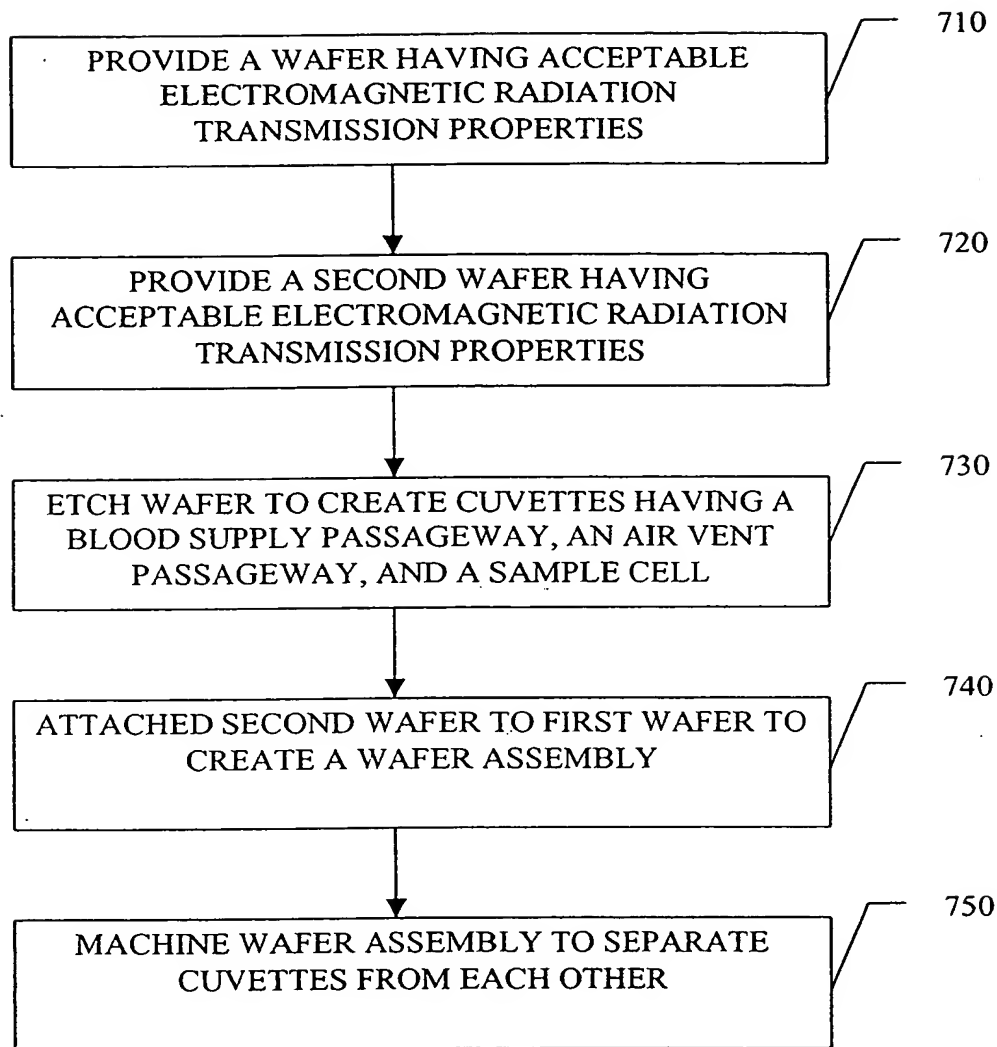 710
PROVIDE A WAFER HAVING ACCEPTABLE
ELECTROMAGNETIC RADIATION
TRANSMISSION PROPERTIES
720
PROVIDE A SECOND WAFER HAVING
ACCEPTABLE ELECTROMAGNETIC RADIATION
TRANSMISSION PROPERTIES
730
ETCH WAFER TO CREATE CUVETTES HAVING A
BLOOD SUPPLY PASSAGEWAY, AN AIR VENT
PASSAGEWAY, AND A SAMPLE CELL
740
ATTACHED SECOND WAFER TO FIRST WAFER TO
CREATE A WAFER ASSEMBLY
750
MACHINE WAFER ASSEMBLY TO SEPARATE
CUVETTES FROM EACH OTHER